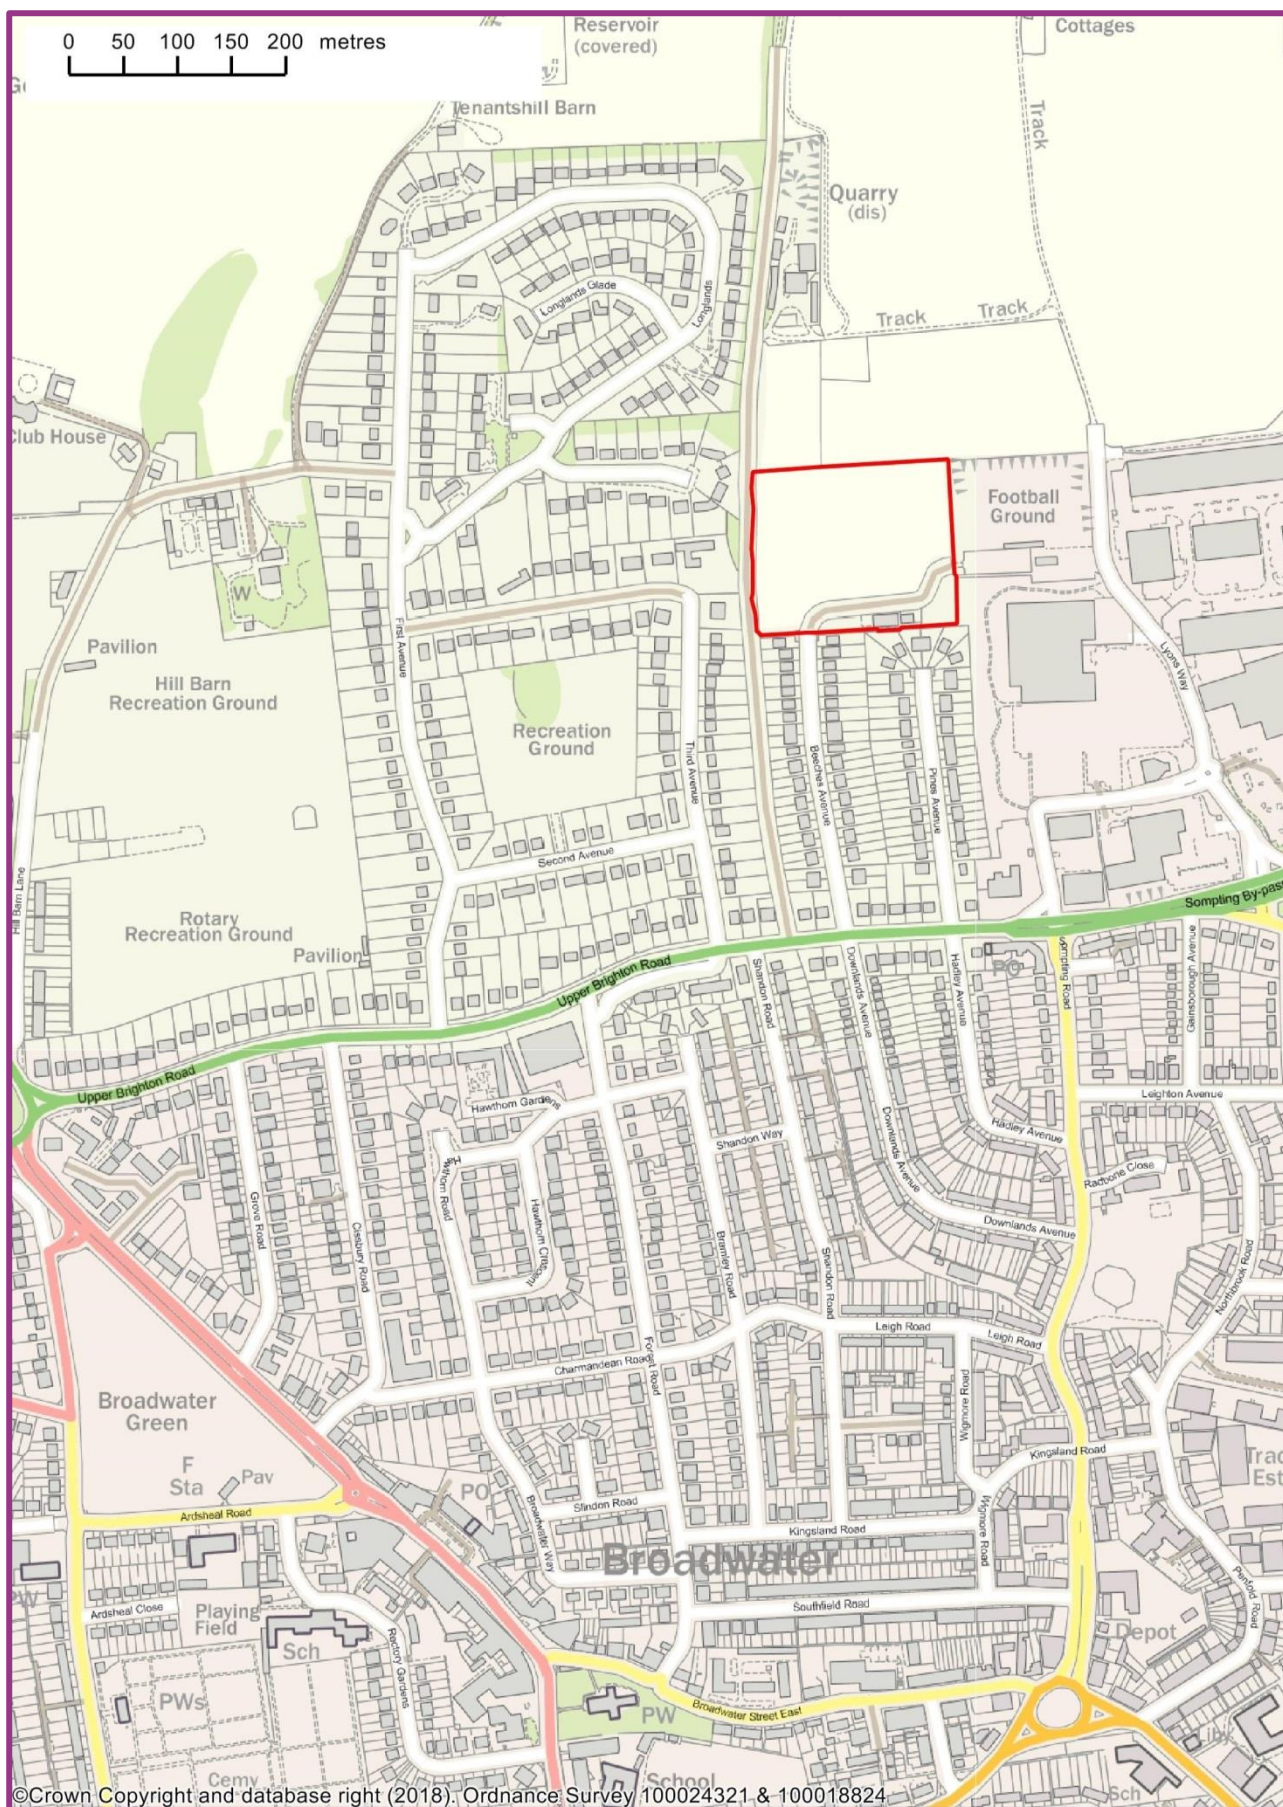 0 50 100 150 200 metres
Reservoir
(covered)
Cottages
Tenantshill Barn
Track
Quarry
(dis)
Longlands Glade
Longlands
Track
Track
Club House
Football
Ground
W
First Avenue
Pavilion
Hill Barn
Recreation Ground
Lyons Way
Recreation
Ground
Third Avenue
Beeches Avenue
Pines Avenue
Second Avenue
Hill Barn Lane
Sompting By-pass
Rotary
Recreation Ground
Pavilion
Upper Brighton Road
Shandon Road
Downlands Avenue
Hadley Avenue
PO
Sompting Road
Gainsborough Avenue
Upper Brighton Road
Hawthorn Gardens
Leighton Avenue
Shandon Way
Downlands Avenue
Hadley Avenue
Radbone Close
Hawthorn Road
Grove Road
Cissbury Road
Hawthorn Crescent
Bramley Road
Shandon Road
Downlands Avenue
Northbrook Road
Leigh Road
Leigh Road
Charmandean Road
Forest Road
Wigmore Road
Broadwater
Green
F
Sta
Pav
PO
Kingsland Road
Ardsheal Road
Slindon Road
Broadwater Way
Kingsland Road
Wigmore Road
Broadwater
Penfold Road
PW
Ardsheal Close
Playing
Field
Sch
Rectory Gardens
Southfield Road
Depot
PWs
PW
Broadwater Street East
Cemy
School
Sch
©Crown Copyright and database right (2018). Ordnance Survey 100024321 & 100018824